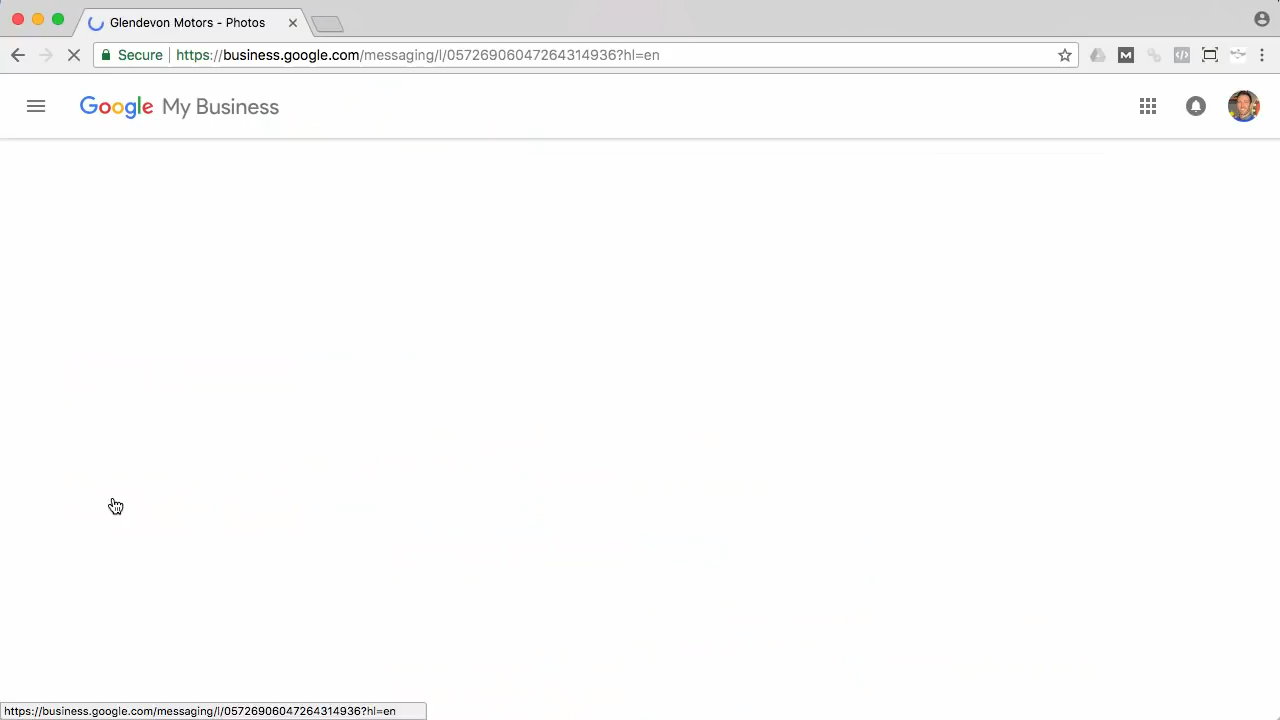 Glendevon Motors - Photos
Secure https://business.google.com/messaging/l/05726906047264314936?hl=en
Google My Business
https://business.google.com/messaging/l/05726906047264314936?hl=en